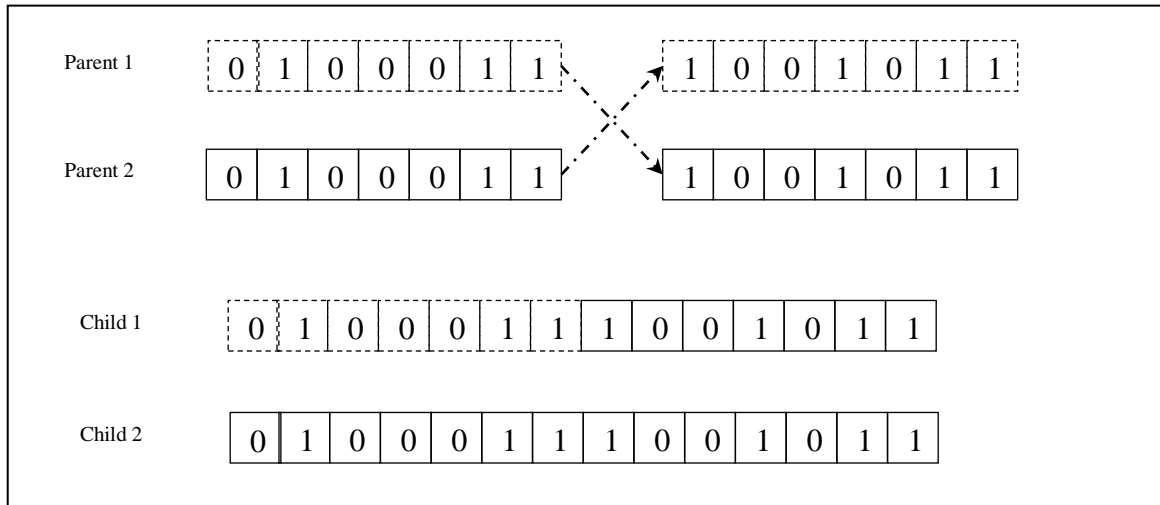 Parent 1 0 1 0 0 0 1 1 1 0 0 1 0 1 1
Parent 2 0 1 0 0 0 1 1 1 0 0 1 0 1 1
Child 1 0 1 0 0 0 1 1 1 0 0 1 0 1 1
Child 2 0 1 0 0 0 1 1 1 0 0 1 0 1 1